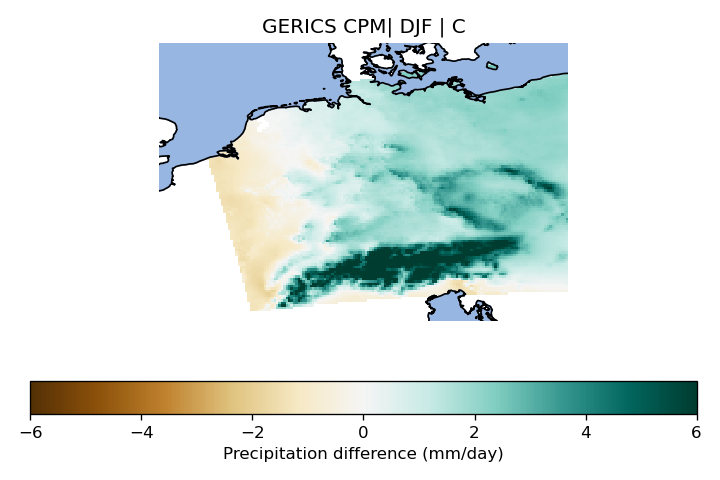 GERICS CPM| DJF | C
−6 −4 −2 0 2 4 6
Precipitation difference (mm/day)